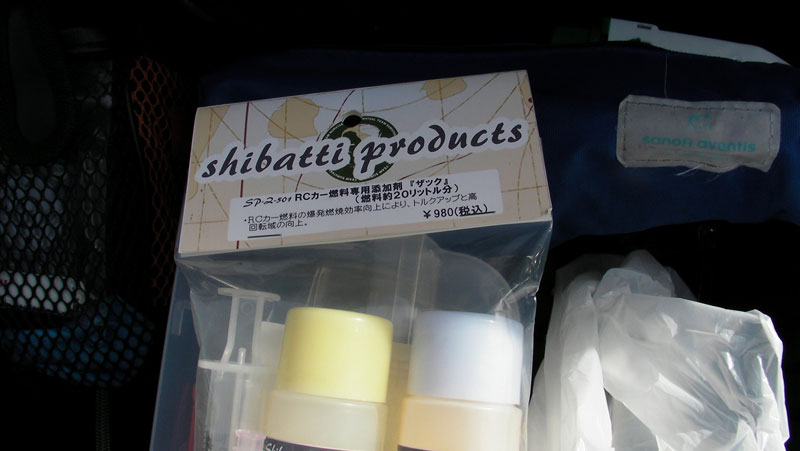 shibatti products
SP-2-501 RCカー燃料専用添加剤 『ザック』
(燃料約20リットル分)
・RCカー燃料の爆発燃焼効率向上により、トルクアップと高
回転域の向上。
￥980(税込)
sanofi aventis